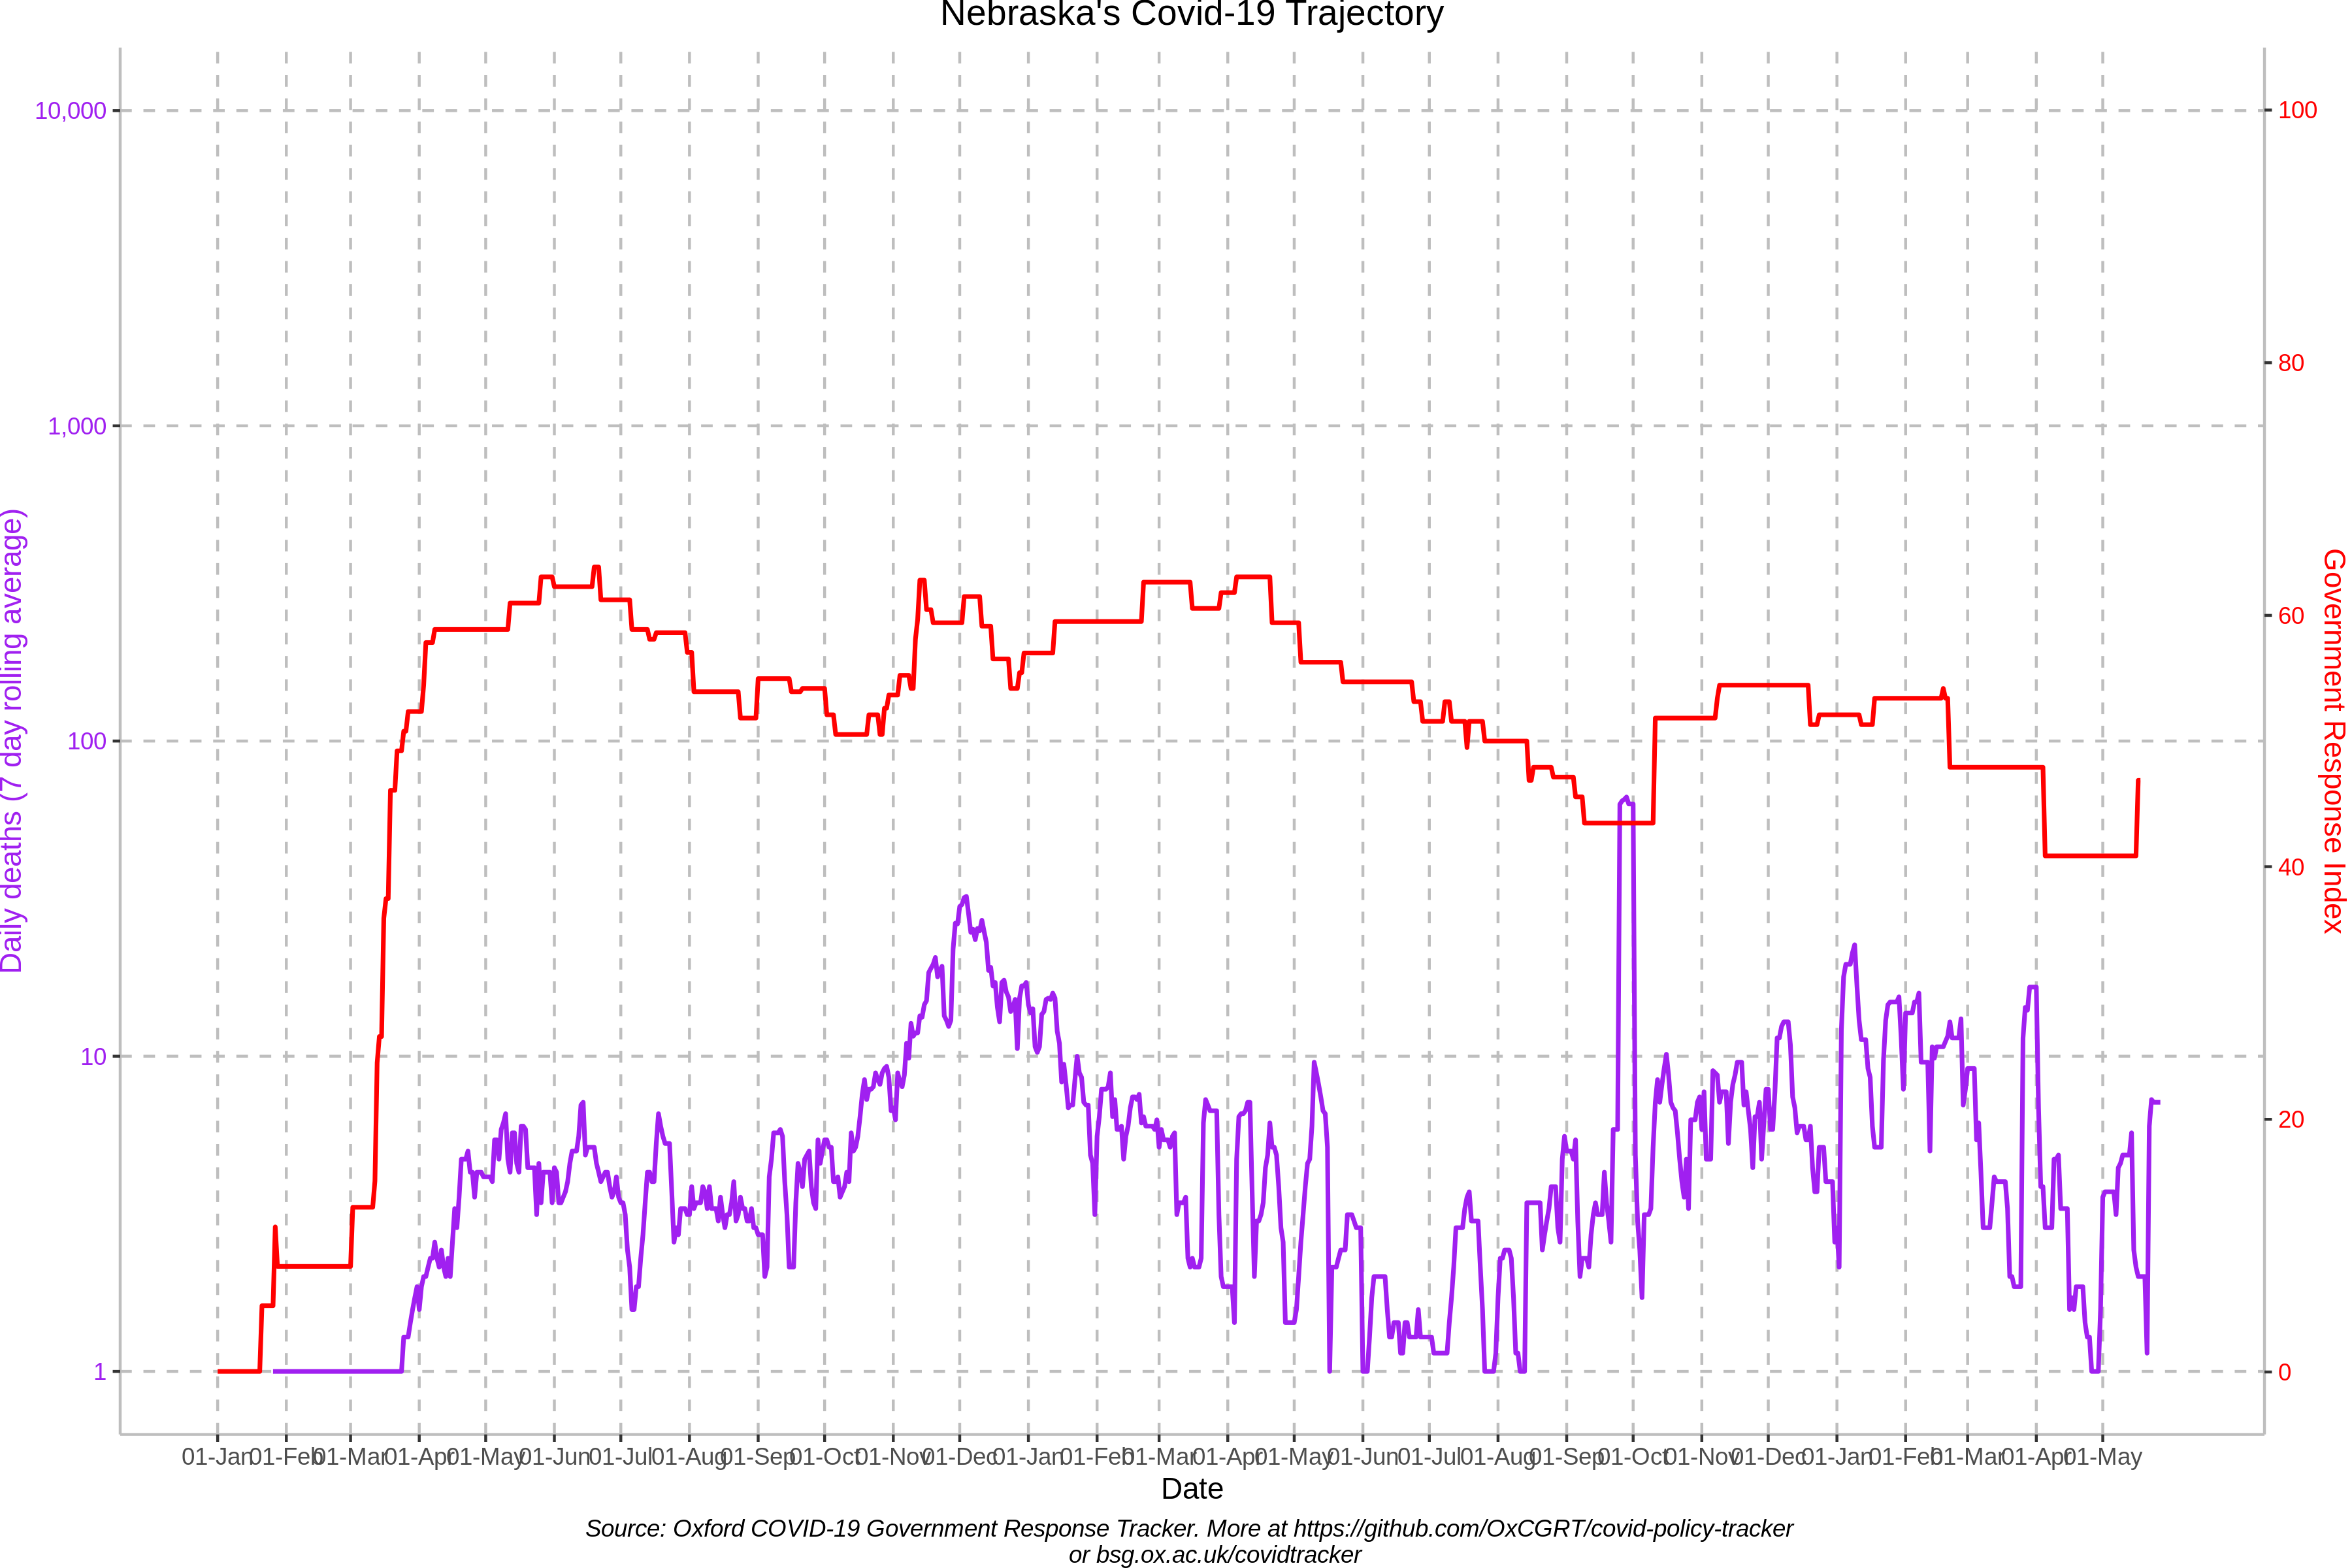 Nebraska's Covid-19 Trajectory
10,000
1,000
100
10
1
Daily deaths (7 day rolling average)
100
80
60
40
20
0
Government Response Index
01-Jan
01-Feb
01-Mar
01-Apr
01-May
01-Jun
01-Jul
01-Aug
01-Sep
01-Oct
01-Nov
01-Dec
01-Jan
01-Feb
01-Mar
01-Apr
01-May
01-Jun
01-Jul
01-Aug
01-Sep
01-Oct
01-Nov
01-Dec
01-Jan
01-Feb
01-Mar
01-Apr
01-May
Date
Source: Oxford COVID-19 Government Response Tracker. More at https://github.com/OxCGRT/covid-policy-tracker
or bsg.ox.ac.uk/covidtracker